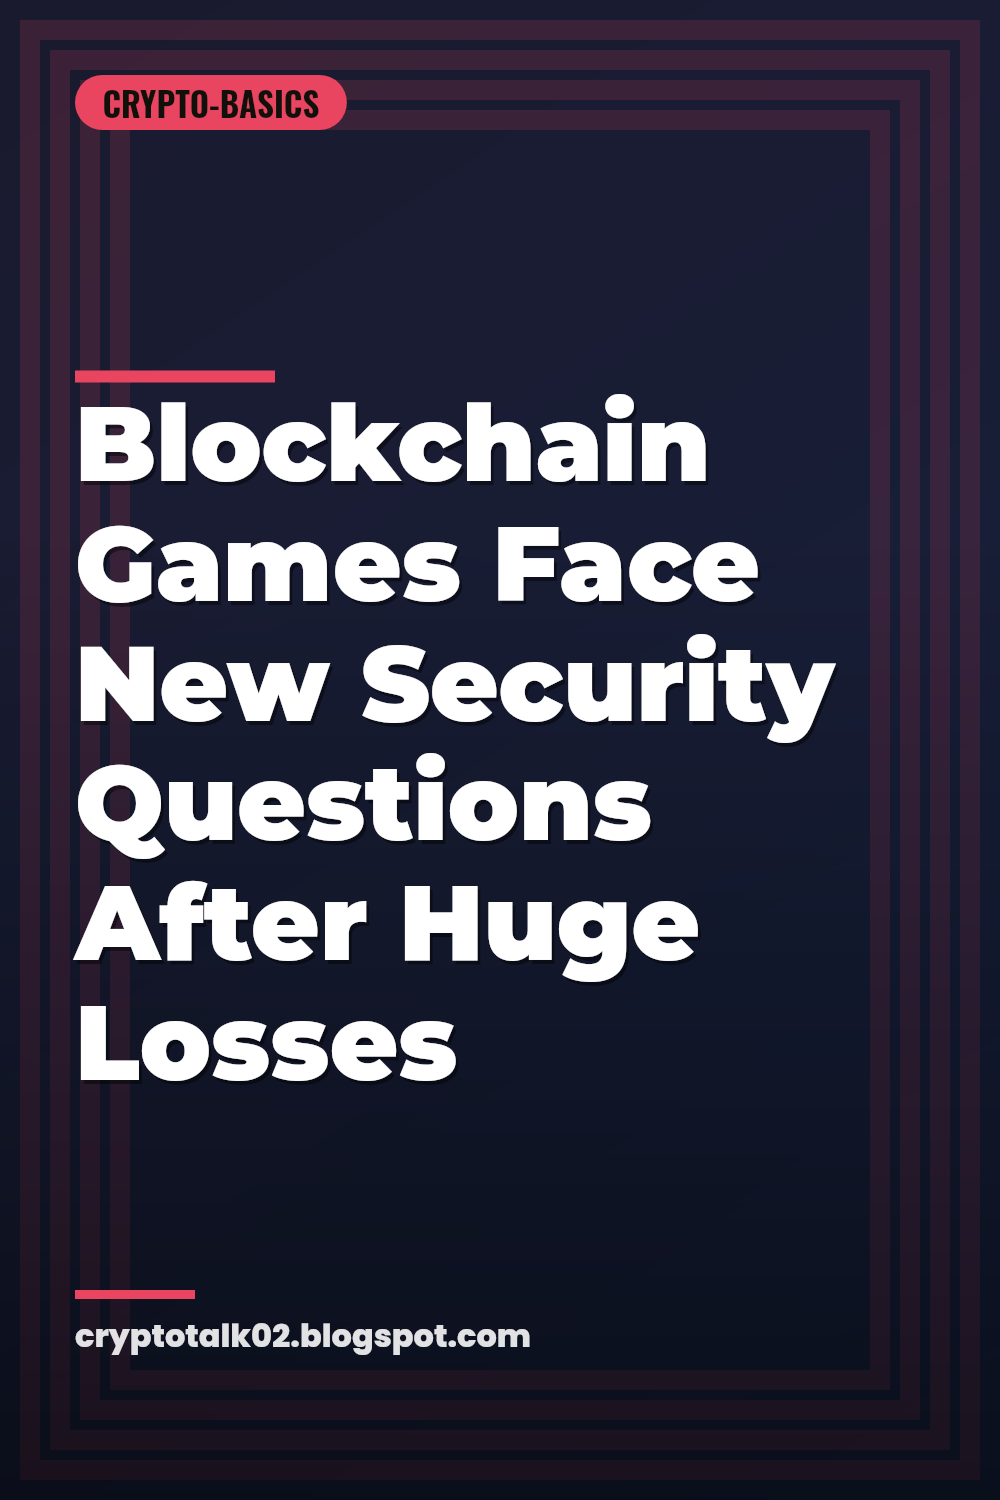 CRYPTO-BASICS
Blockchain
Games Face
New Security
Questions
After Huge
Losses
cryptotalk02.blogspot.com